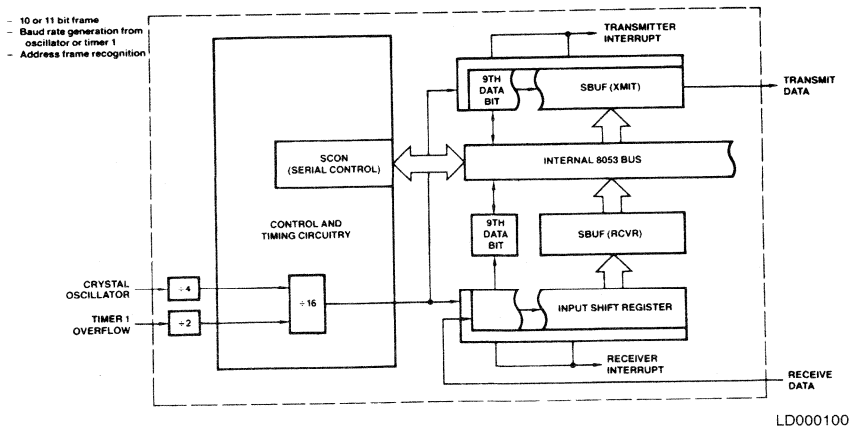 – 10 or 11 bit frame
– Baud rate generation from
oscillator or timer 1
– Address frame recognition
TRANSMITTER
INTERRUPT
9TH
DATA
BIT
SBUF (XMIT)
TRANSMIT
DATA
SCON
(SERIAL CONTROL)
INTERNAL 8053 BUS
CONTROL AND
TIMING CIRCUITRY
9TH
DATA
BIT
SBUF (RCVR)
CRYSTAL
OSCILLATOR
÷4
÷16
TIMER 1
OVERFLOW
÷2
INPUT SHIFT REGISTER
RECEIVER
INTERRUPT
RECEIVE
DATA
LD000100